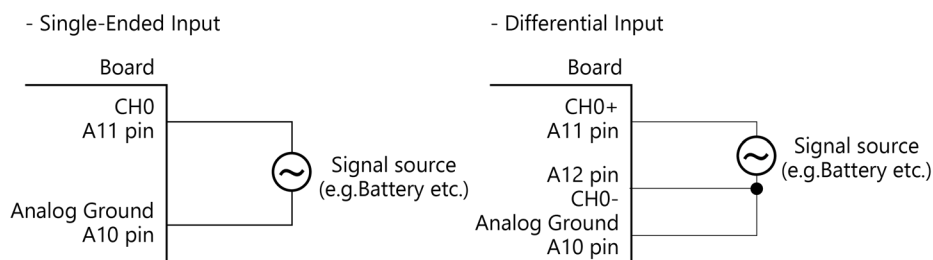 - Single-Ended Input
Board
CH0
A11 pin
Signal source
(e.g.Battery etc.)
Analog Ground
A10 pin
- Differential Input
Board
CH0+
A11 pin
Signal source
(e.g.Battery etc.)
A12 pin
CH0-
Analog Ground
A10 pin